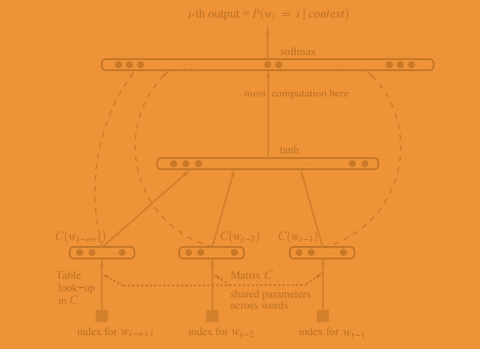 i-th output = P(w_t = i | context)
softmax
most computation here
tanh
C(w_{t−n+1}) C(w_{t−2}) C(w_{t−1})
Table
look−up
in C
Matrix C
shared parameters
across words
index for w_{t−n+1} index for w_{t−2} index for w_{t−1}